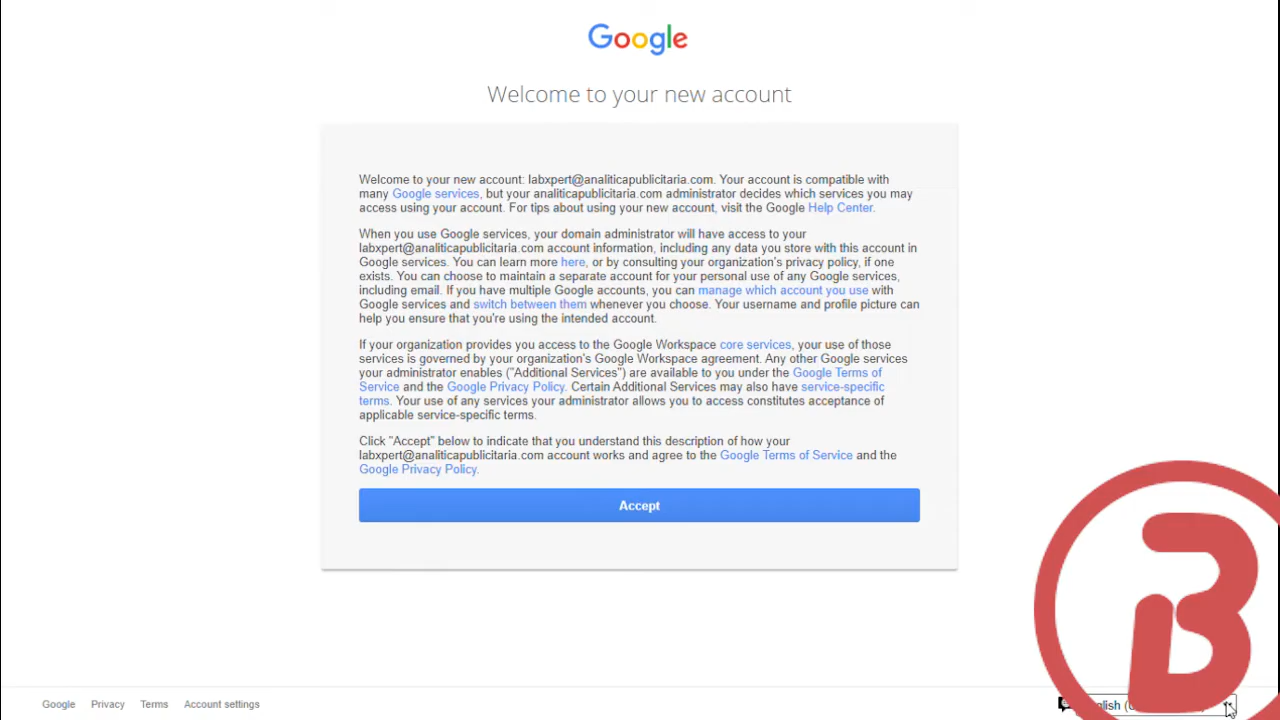 Google
Welcome to your new account
Welcome to your new account: labxpert@analiticapublicitaria.com. Your account is compatible with
many Google services, but your analiticapublicitaria.com administrator decides which services you may
access using your account. For tips about using your new account, visit the Google Help Center.
When you use Google services, your domain administrator will have access to your
labxpert@analiticapublicitaria.com account information, including any data you store with this account in
Google services. You can learn more here, or by consulting your organization's privacy policy, if one
exists. You can choose to maintain a separate account for your personal use of any Google services,
including email. If you have multiple Google accounts, you can manage which account you use with
Google services and switch between them whenever you choose. Your username and profile picture can
help you ensure that you're using the intended account.
If your organization provides you access to the Google Workspace core services, your use of those
services is governed by your organization's Google Workspace agreement. Any other Google services
your administrator enables ("Additional Services") are available to you under the Google Terms of
Service and the Google Privacy Policy. Certain Additional Services may also have service-specific
terms. Your use of any services your administrator allows you to access constitutes acceptance of
applicable service-specific terms.
Click "Accept" below to indicate that you understand this description of how your
labxpert@analiticapublicitaria.com account works and agree to the Google Terms of Service and the
Google Privacy Policy.
Accept
Google Privacy Terms Account settings